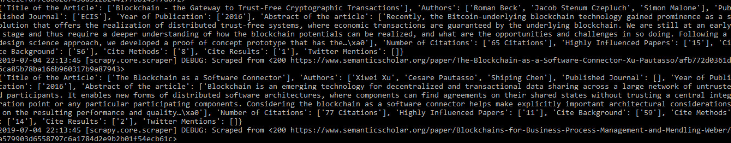 : ['Title of the Article': ['Blockchain - the Gateway to Trust-Free Cryptographic Transactions'], 'Authors': ['Roman Beck', 'Jacob Stenum Czepluch', 'Simon Malone'], 'Pub
lished Journal': ['ECIS'], 'Year of Publication': ['2016'], 'Abstract of the article': ['Recently, the Bitcoin-underlying blockchain technology gained prominence as a s
olution that offers the realization of distributed trust-free systems, where economic transactions are guaranteed by the underlying blockchain. We are still at an early
stage and thus require a deeper understanding of how the blockchain potentials can be realized, and what are the opportunities and challenges in so doing. Following a
design science approach, we developed a proof of concept prototype that has the…\xa0'], 'Number of Citations': ['65 Citations'], 'Highly Influenced Papers': ['15'], 'Ci
te Background': ['56'], 'Cite Methods': ['8'], 'Cite Results': ['1'], 'Twitter Mentions': []}
2019-07-04 22:13:45 [scrapy.core.scraper] DEBUG: Scraped from <200 https://www.semanticscholar.org/paper/The-Blockchain-as-a-Software-Connector-Xu-Pautasso/
{'Title of the Article': ['The Blockchain as a Software Connector'], 'Authors': ['Xiwei Xu', 'Cesare Pautasso', 'Shiping Chen'], 'Published Journal': [], 'Year of Publi
cation': ['2016'], 'Abstract of the article': ['Blockchain is an emerging technology for decentralized and transactional data sharing across a large network of untruste
d participants. It enables new forms of distributed software architectures, where components can find agreements on their shared states without trusting a central integ
ration point or any particular participating components. Considering the blockchain as a software connector helps make explicitly important architectural considerations
on the resulting performance and quality…\xa0'], 'Number of Citations': ['77 Citations'], 'Highly Influenced Papers': ['11'], 'Cite Background': ['59'], 'Cite Methods'
: ['14'], 'Cite Results': ['2'], 'Twitter Mentions': []}
2019-07-04 22:13:45 [scrapy.core.scraper] DEBUG: Scraped from <200 https://www.semanticscholar.org/paper/Blockchains-for-Business-Process-Management-and-Mendling-Weber/
a579903d6558797c6a1784d2e9b2b01f54ecb61c>